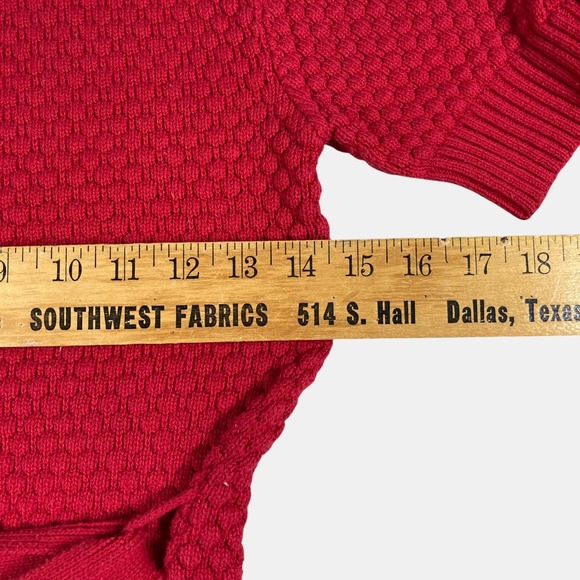 9 10 11 12 13 14 15 16 17 18
SOUTHWEST FABRICS 514 S. Hall Dallas, Texas